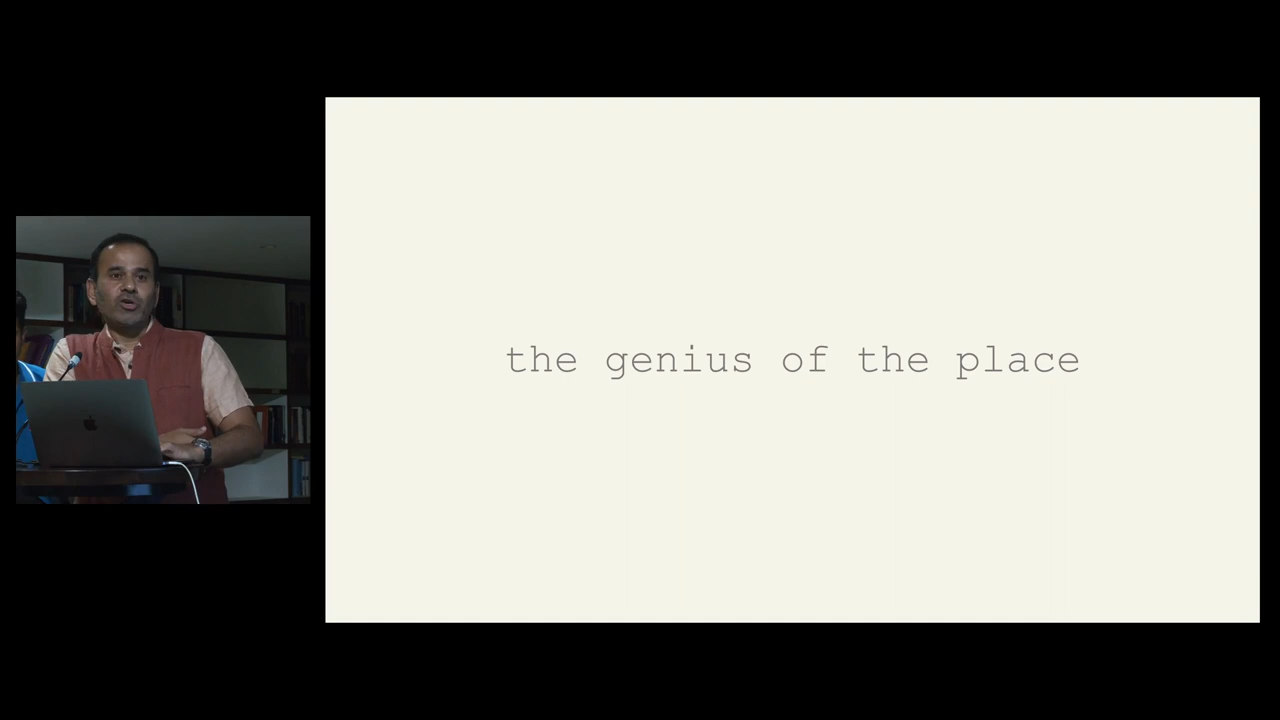 the genius of the place